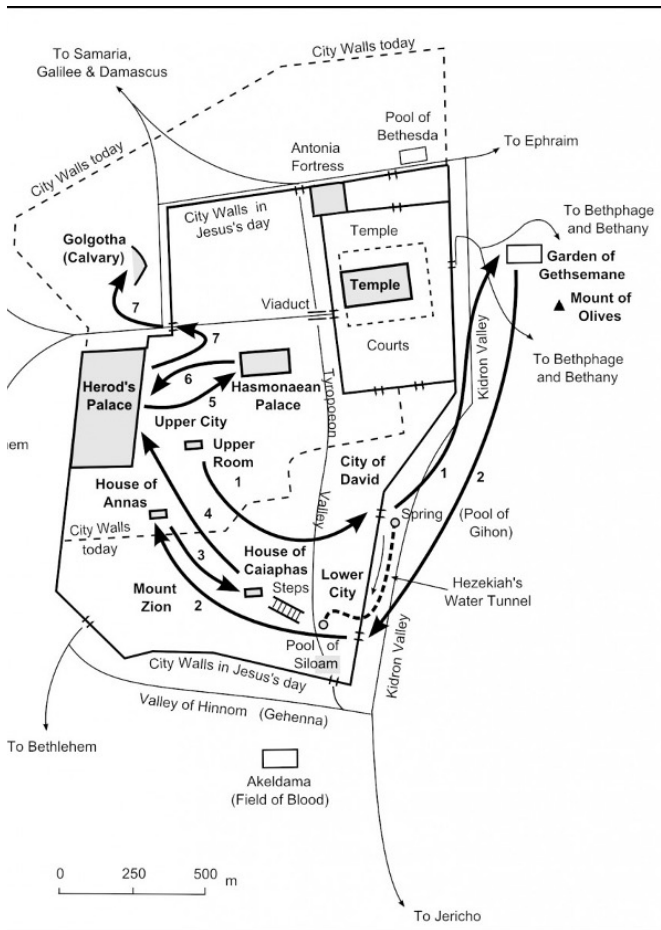 City Walls today
To Samaria,
Galilee & Damascus
Pool of
Bethesda
To Ephraim
Antonia
Fortress
City Walls today
City Walls in
Jesus's day
To Bethphage
and Bethany
Golgotha
(Calvary)
Temple
Garden of
Gethsemane
Temple
Mount of
Olives
7
Viaduct
7
Courts
Kidron Valley
To Bethphage
and Bethany
Herod's
Palace
6
5
Hasmonaean
Palace
Tyropoeon
Valley
Upper City
Upper
Room
1
City of
David
1
2
em
House of
Annas
4
Spring
(Pool of
Gihon)
City Walls
today
3
House of
Caiaphas
Steps
Lower
City
Hezekiah's
Water Tunnel
Mount
Zion
2
Pool of
Siloam
Kidron Valley
City Walls in Jesus's day
Valley of Hinnom (Gehenna)
To Bethlehem
Akeldama
(Field of Blood)
0 250 500 m
To Jericho